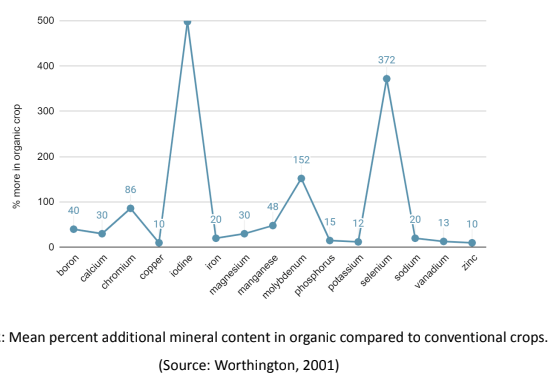 500
400
300
200
100
0
% more in organic crop
40
30
86
10
20
30
48
152
15
12
372
20
13
10
boron
calcium
chromium
copper
iodine
iron
magnesium
manganese
molybdenum
phosphorus
potassium
selenium
sodium
vanadium
zinc
: Mean percent additional mineral content in organic compared to conventional crops.
(Source: Worthington, 2001)